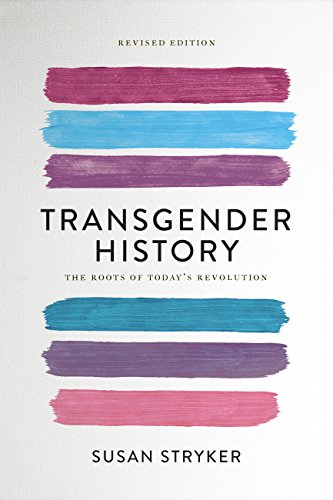 REVISED EDITION
TRANSGENDER
HISTORY
THE ROOTS OF TODAY'S REVOLUTION
SUSAN STRYKER